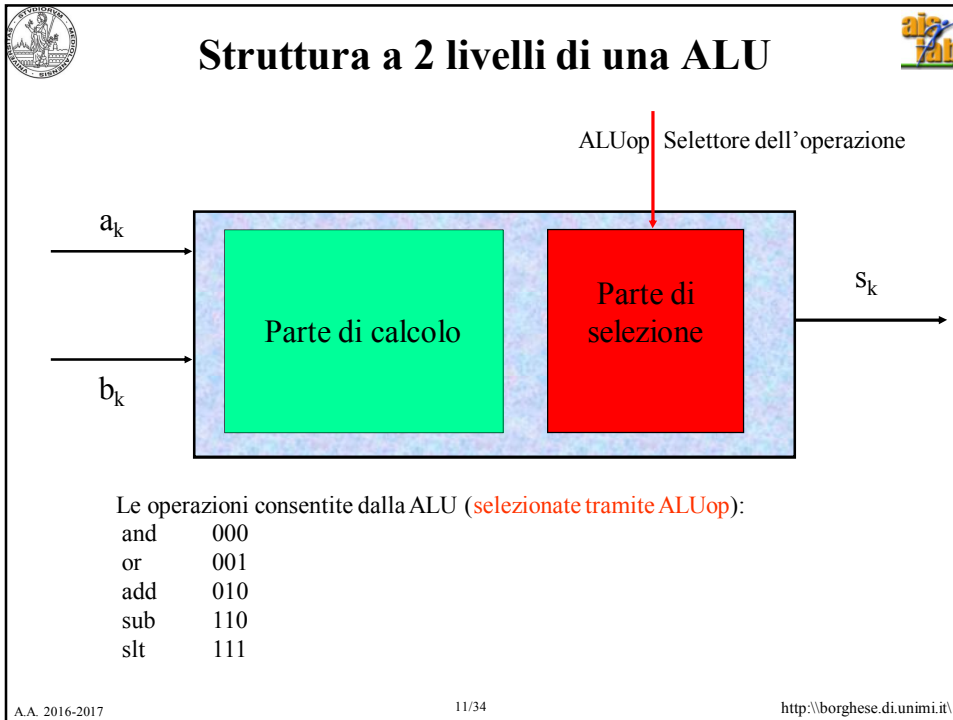 Struttura a 2 livelli di una ALU
ALUop Selettore dell'operazione
a_k
b_k
Parte di calcolo
Parte di
selezione
s_k
Le operazioni consentite dalla ALU (selezionate tramite ALUop):
and 000
or 001
add 010
sub 110
slt 111
A.A. 2016-2017
11/34
http:\\borghese.di.unimi.it\